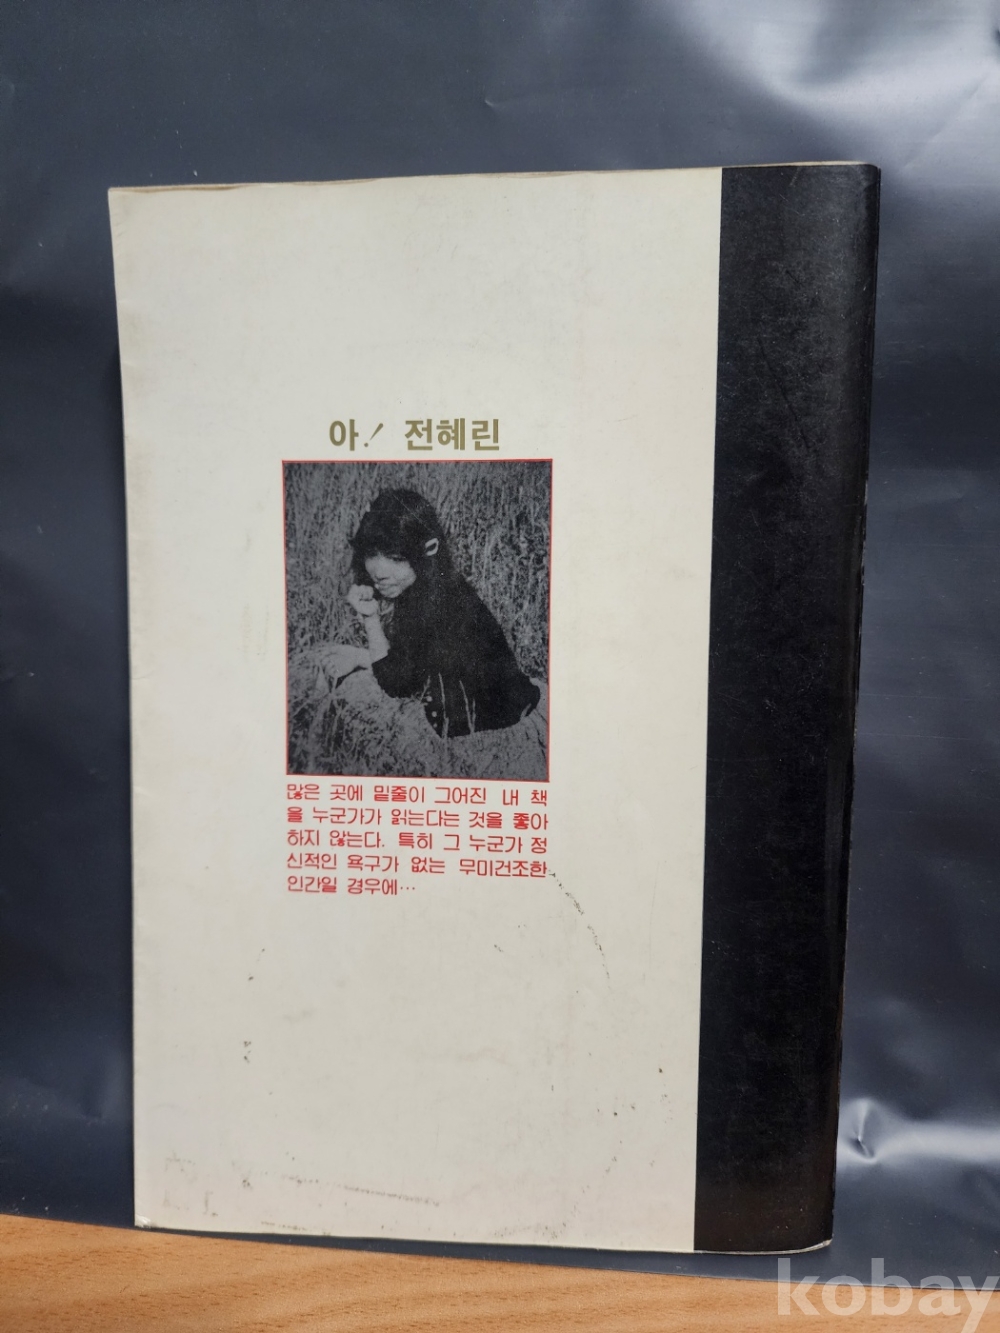 아! 전혜린
많은 곳에 밑줄이 그어진 내 책
을 누군가가 읽는다는 것을 좋아
하지 않는다. 특히 그 누군가 정
신적인 욕구가 없는 무미건조한
인간일 경우에…
kobay